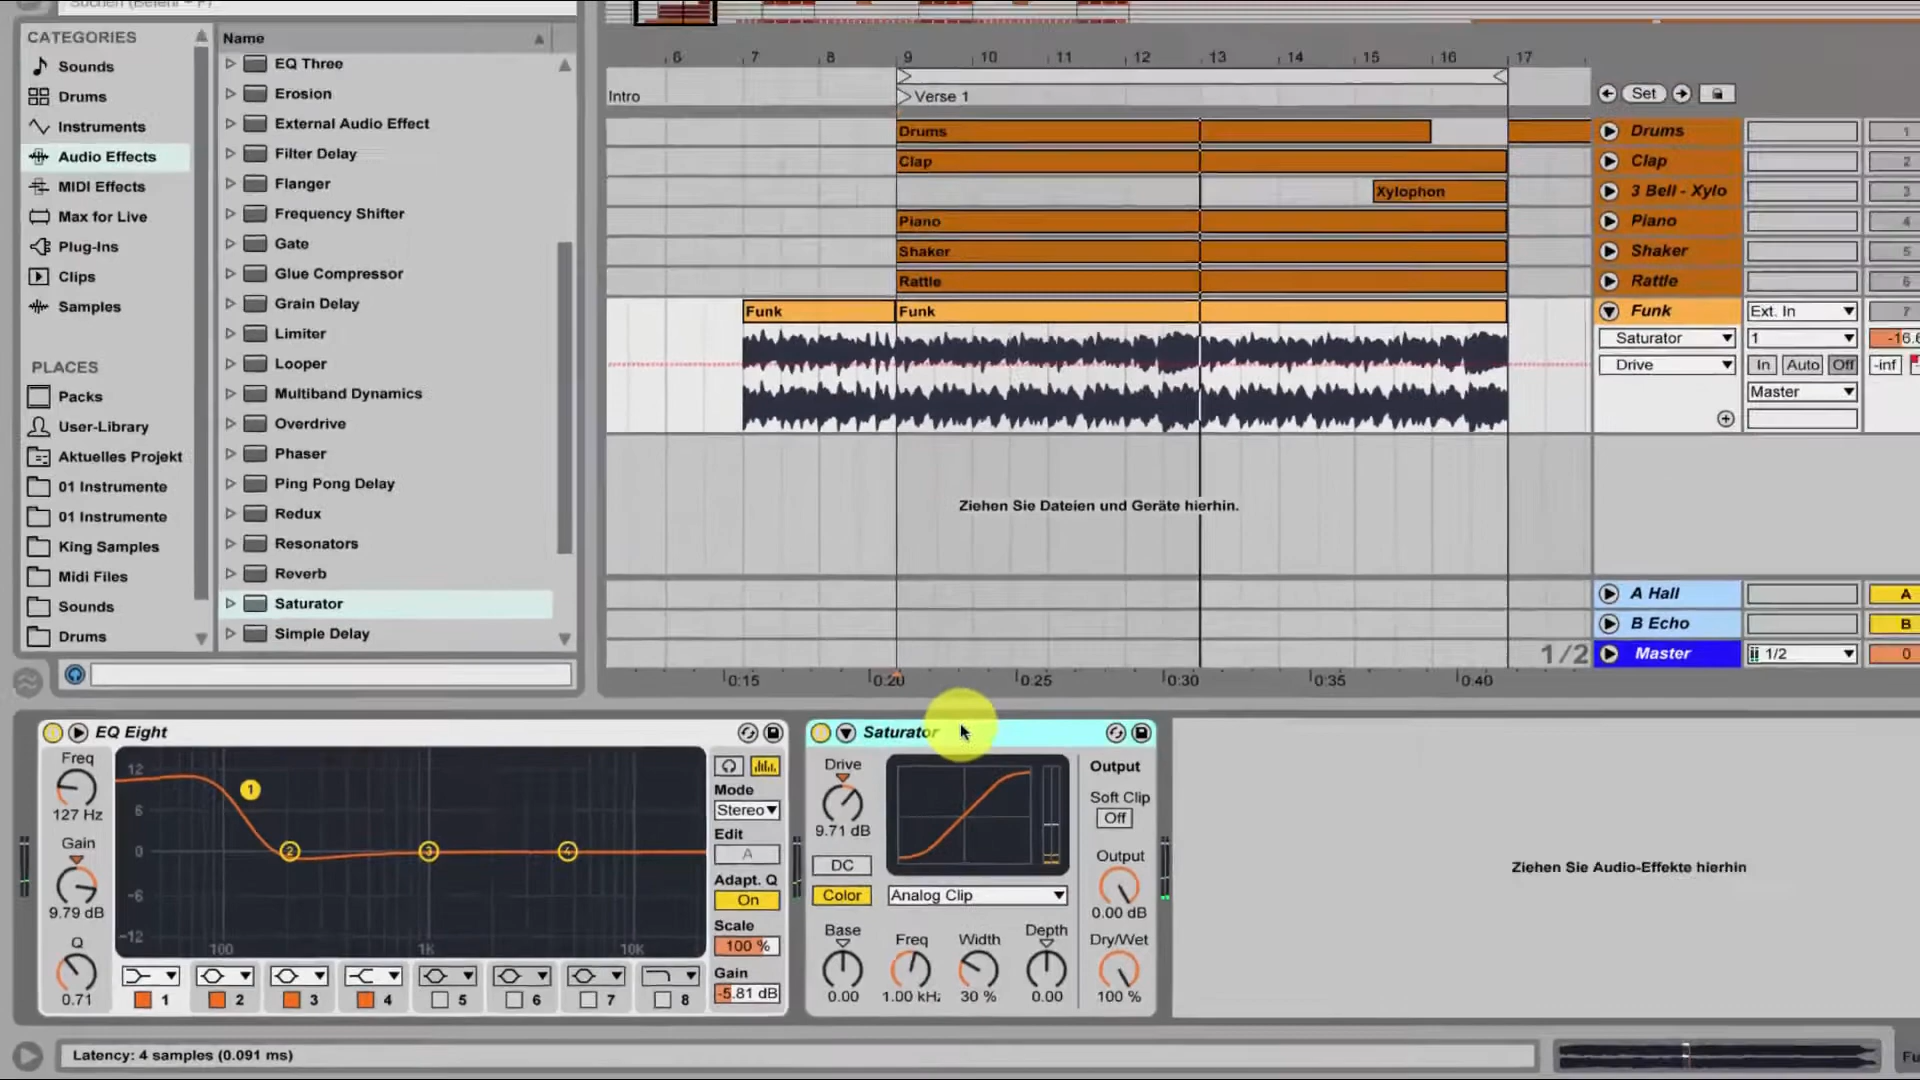 CATEGORIES
Sounds
Drums
Instruments
Audio Effects
MIDI Effects
Max for Live
Plug-Ins
Clips
Samples
PLACES
Packs
User-Library
Aktuelles Projekt
01 Instrumente
01 Instrumente
King Samples
Midi Files
Sounds
Drums
Name
EQ Three
Erosion
External Audio Effect
Filter Delay
Flanger
Frequency Shifter
Gate
Glue Compressor
Grain Delay
Limiter
Looper
Multiband Dynamics
Overdrive
Phaser
Ping Pong Delay
Redux
Resonators
Reverb
Saturator
Simple Delay
6 7 8 9 10 11 12 13 14 15 16 17
Intro Verse 1
Set
Drums Drums 1
Clap Clap 2
Xylophon 3 Bell - Xylo 3
Piano Piano 4
Shaker Shaker 5
Rattle Rattle 6
Funk Funk Funk Ext. In 7
Saturator 1
Drive In Auto Off -inf
Master
Ziehen Sie Dateien und Geräte hierhin.
A Hall A
B Echo B
1/2 Master 1/2 0
0:15 0:20 0:25 0:30 0:35 0:40
EQ Eight
Freq
127 Hz
Gain
9.79 dB
Q
0.71
12
6
0
-6
-12
100 1K 10K
1 2 3 4
1 2 3 4 5 6 7 8
Mode
Stereo
Edit
A
Adapt. Q
On
Scale
100 %
Gain
-5.81 dB
Saturator
Drive
9.71 dB
DC
Color
Analog Clip
Base
0.00
Freq
1.00 kHz
Width
30 %
Depth
0.00
Output
Soft Clip
Off
Output
0.00 dB
Dry/Wet
100 %
Ziehen Sie Audio-Effekte hierhin
Latency: 4 samples (0.091 ms)